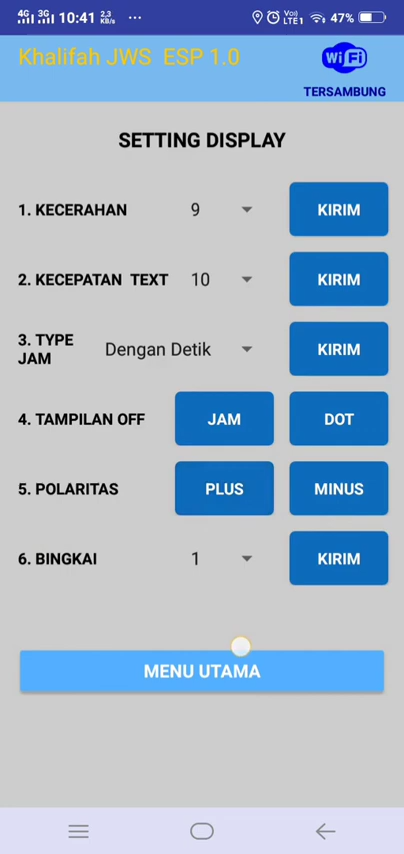 4G 3G 10:41 2,3 KB/s ... Vo) LTE1 47%
Khalifah JWS ESP 1.0
WiFi
TERSAMBUNG
SETTING DISPLAY
1. KECERAHAN 9 KIRIM
2. KECEPATAN TEXT 10 KIRIM
3. TYPE JAM Dengan Detik KIRIM
4. TAMPILAN OFF JAM DOT
5. POLARITAS PLUS MINUS
6. BINGKAI 1 KIRIM
MENU UTAMA